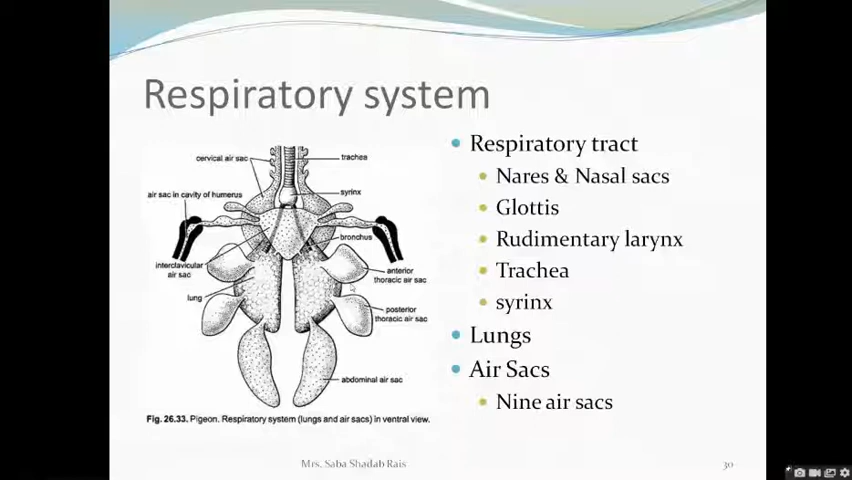 Respiratory system
cervical air sac
trachea
air sac in cavity of humerus
syrinx
bronchus
interclavicular
air sac
anterior
thoracic air sac
lung
posterior
thoracic air sac
abdominal air sac
Fig. 26.33. Pigeon. Respiratory system (lungs and air sacs) in ventral view.
Respiratory tract
Nares & Nasal sacs
Glottis
Rudimentary larynx
Trachea
syrinx
Lungs
Air Sacs
Nine air sacs
Mrs. Saba Shadab Rais
30